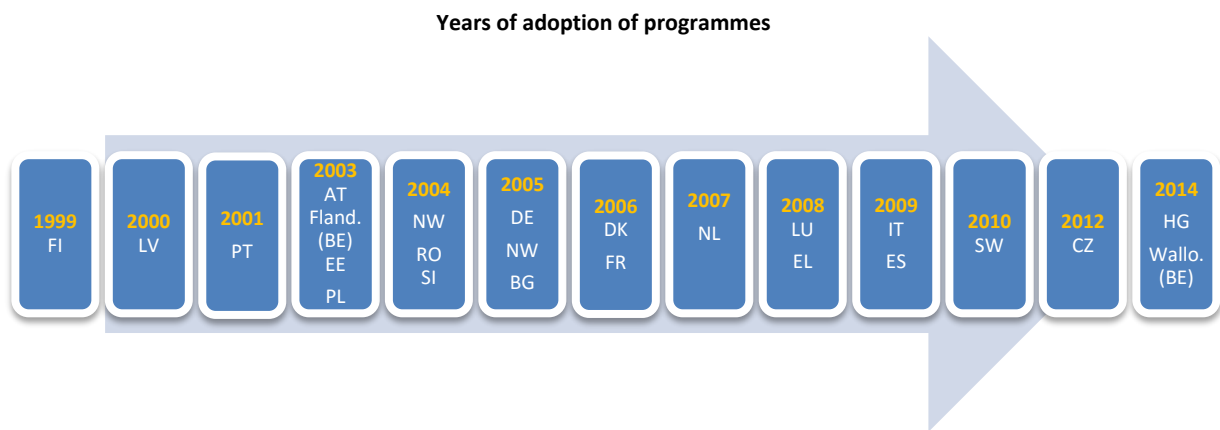 Years of adoption of programmes
1999
FI
2000
LV
2001
PT
2003
AT
Fland.
(BE)
EE
PL
2004
NW
RO
SI
2005
DE
NW
BG
2006
DK
FR
2007
NL
2008
LU
EL
2009
IT
ES
2010
SW
2012
CZ
2014
HG
Wallo.
(BE)